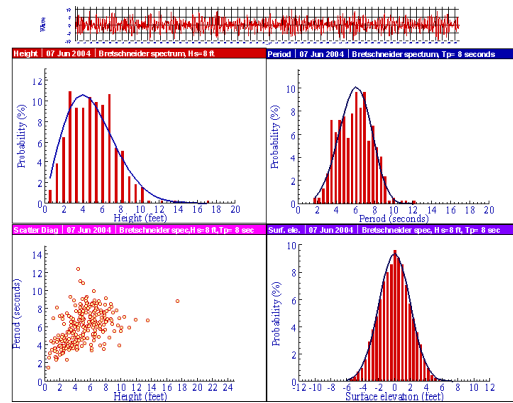 Wave
Height | 07 Jun 2004 | Bretschneider spectrum, Hs=8 ft
Probability (%)
12
10
8
6
4
2
0
0 2 4 6 8 10 12 14 16 18 20
Height (feet)
Period | 07 Jun 2004 | Bretschneider spectrum, Tp= 8 seconds
Probability (%)
10
8
6
4
2
0
0 2 4 6 8 10 12 14 16 18 20
Period (seconds)
Scatter Diag | 07 Jun 2004 | Bretschneider spec,Hs=8 ft,Tp= 8 sec
Period (seconds)
14
12
10
8
6
4
2
0
0 2 4 6 8 10 12 14 16 18 20 22 24
Height (feet)
Surf. ele. | 07 Jun 2004 | Bretschneider spec, Hs=8 ft, Tp=8 sec
Probability (%)
10
8
6
4
2
0
-12 -10 -8 -6 -4 -2 0 2 4 6 8 10 12
Surface elevation (feet)